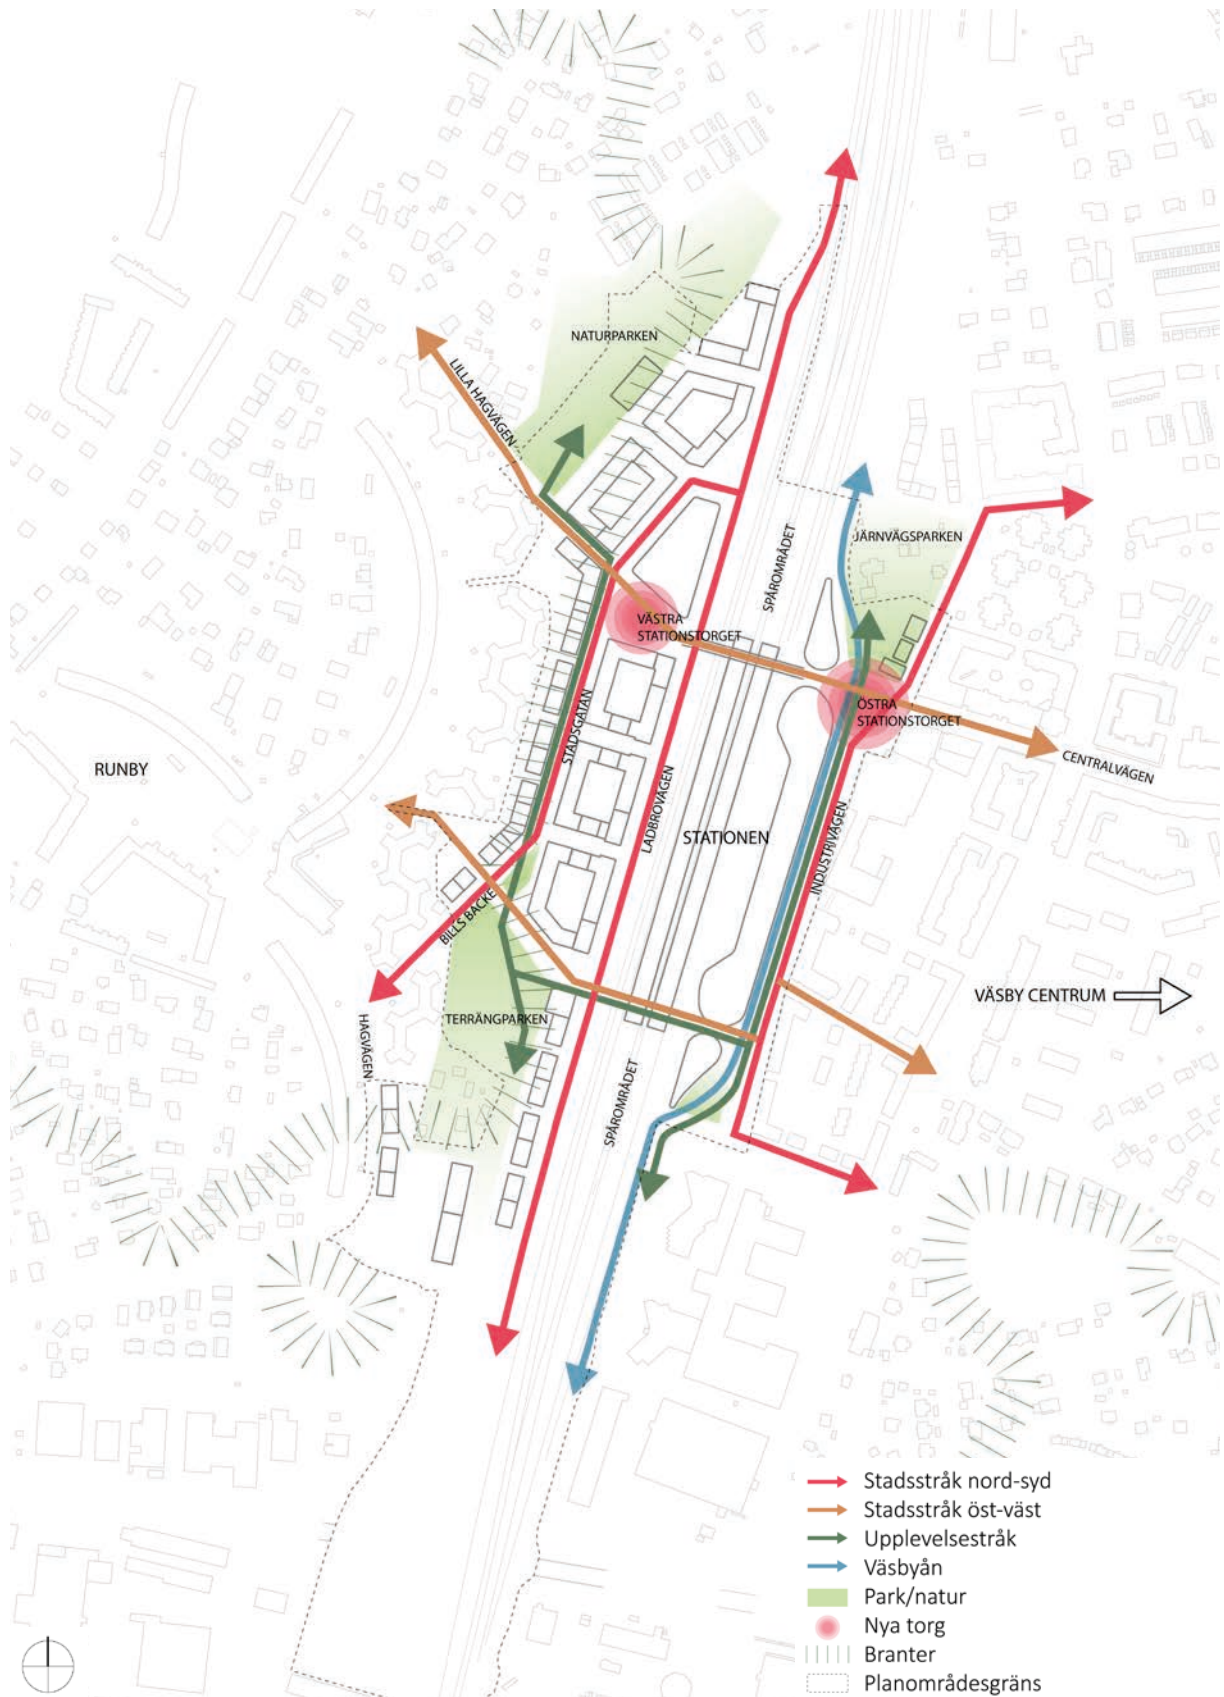 NATURPARKEN
LILLA HAGVÄGEN
JÄRNVÄGSPARKEN
SPÅROMRÅDET
VÄSTRA
STATIONSTORGET
ÖSTRA
STATIONSTORGET
STADSGATAN
CENTRALVÄGEN
RUNBY
LADBROVÄGEN
STATIONEN
INDUSTRIVÄGEN
BILLS BACKE
VÄSBY CENTRUM
TERRÄNGPARKEN
HAGVÄGEN
SPÅROMRÅDET
Stadsstråk nord-syd
Stadsstråk öst-väst
Upplevelsestråk
Väsbyån
Park/natur
Nya torg
Branter
Planområdesgräns